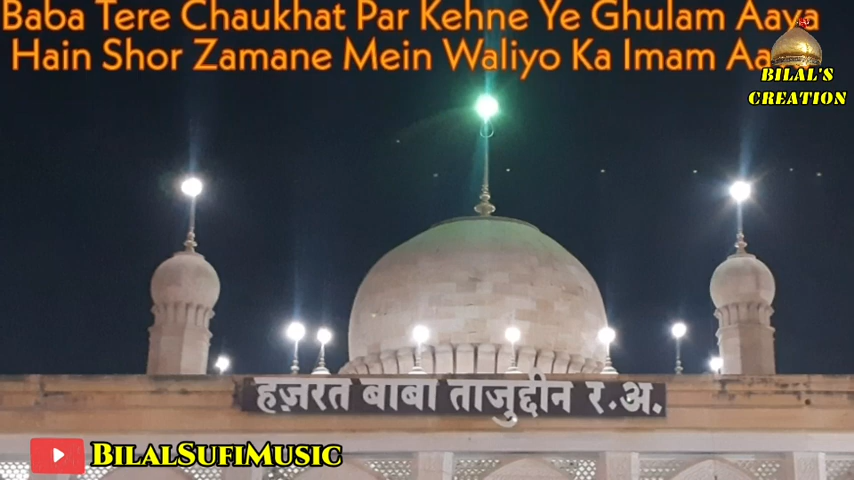 Baba Tere Chaukhat Par Kehne Ye Ghulam Aaya
Hain Shor Zamane Mein Waliyo Ka Imam
BILAL'S
CREATION
हज़रत बाबा ताजुद्दीन र.अ.
BILALSUFIMUSIC